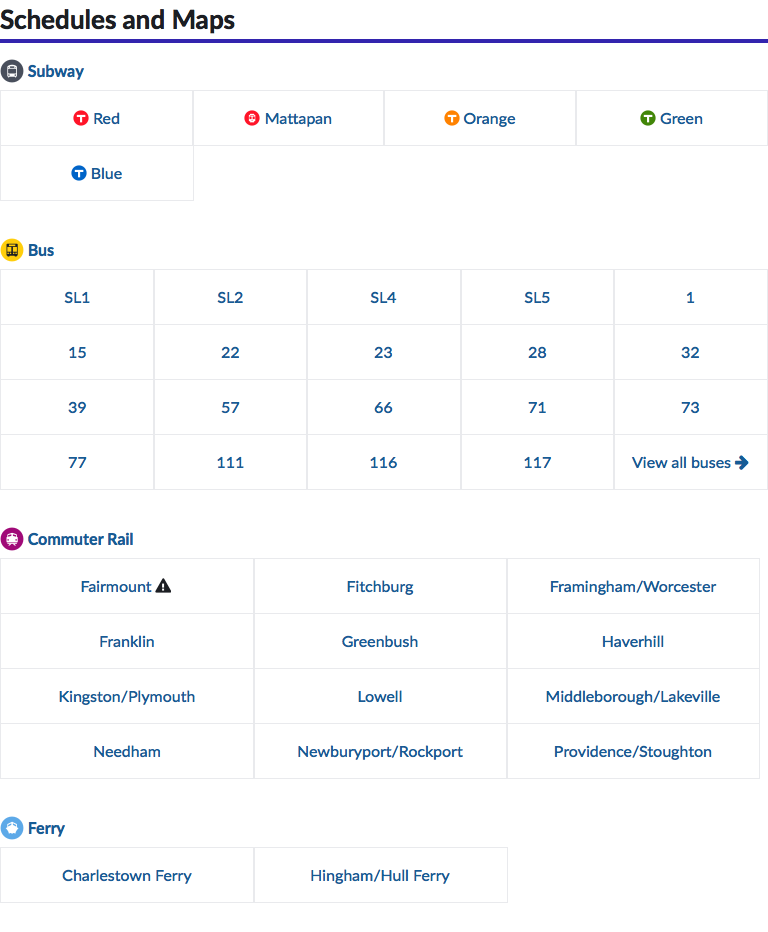 Schedules and Maps
Subway
Red Mattapan Orange Green
Blue
Bus
SL1 SL2 SL4 SL5 1
15 22 23 28 32
39 57 66 71 73
77 111 116 117 View all buses
Commuter Rail
Fairmount Fitchburg Framingham/Worcester
Franklin Greenbush Haverhill
Kingston/Plymouth Lowell Middleborough/Lakeville
Needham Newburyport/Rockport Providence/Stoughton
Ferry
Charlestown Ferry Hingham/Hull Ferry